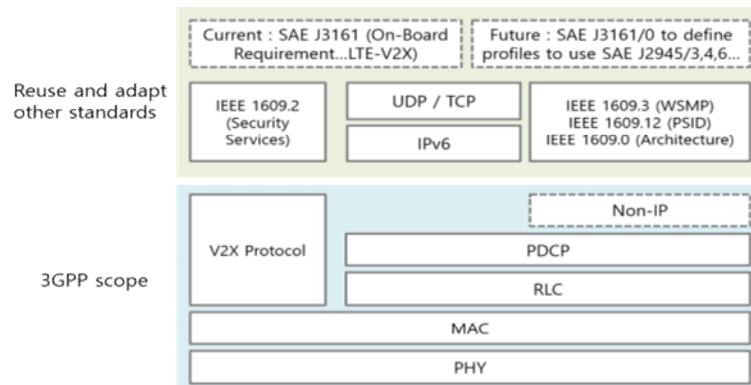 Current : SAE J3161 (On-Board
Requirement...LTE-V2X)
Future : SAE J3161/0 to define
profiles to use SAE J2945/3,4,6...
Reuse and adapt
other standards
IEEE 1609.2
(Security
Services)
UDP / TCP
IPv6
IEEE 1609.3 (WSMP)
IEEE 1609.12 (PSID)
IEEE 1609.0 (Architecture)
3GPP scope
V2X Protocol
Non-IP
PDCP
RLC
MAC
PHY